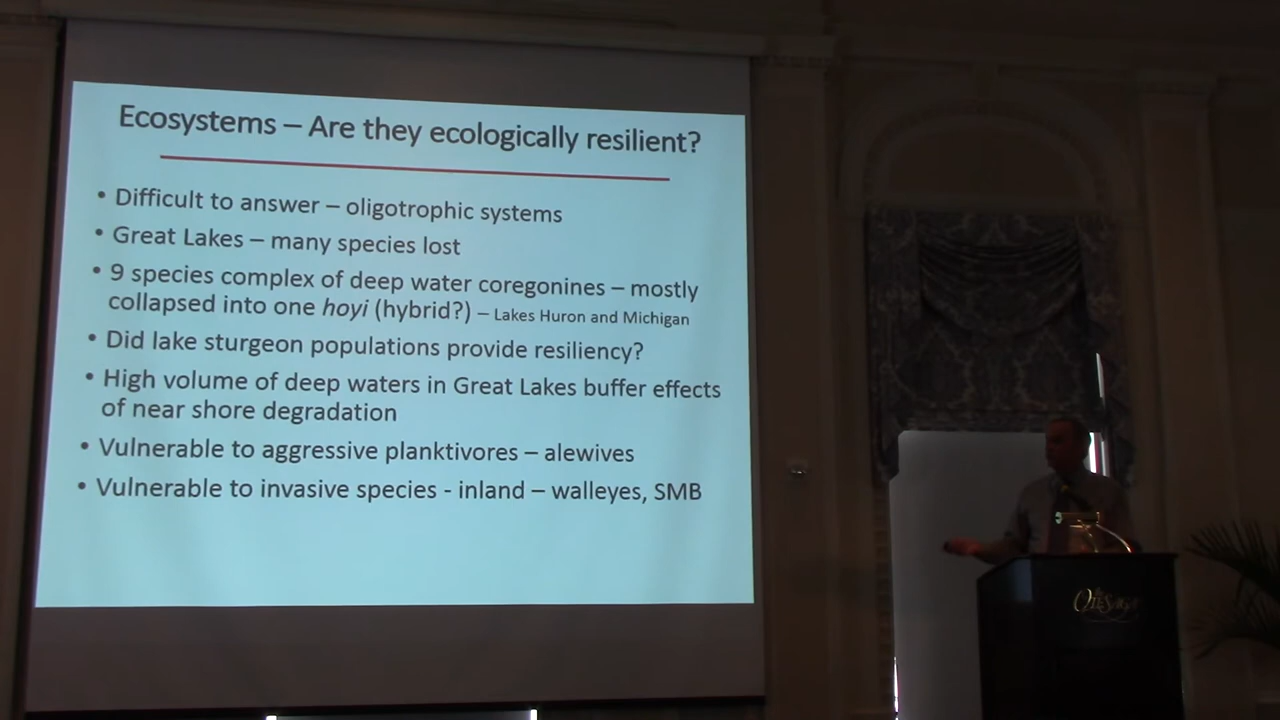 Ecosystems – Are they ecologically resilient?
• Difficult to answer – oligotrophic systems
• Great Lakes – many species lost
• 9 species complex of deep water coregonines – mostly
collapsed into one hoyi (hybrid?) – Lakes Huron and Michigan
• Did lake sturgeon populations provide resiliency?
• High volume of deep waters in Great Lakes buffer effects
of near shore degradation
• Vulnerable to aggressive planktivores – alewives
• Vulnerable to invasive species - inland – walleyes, SMB
The
OTESAGA